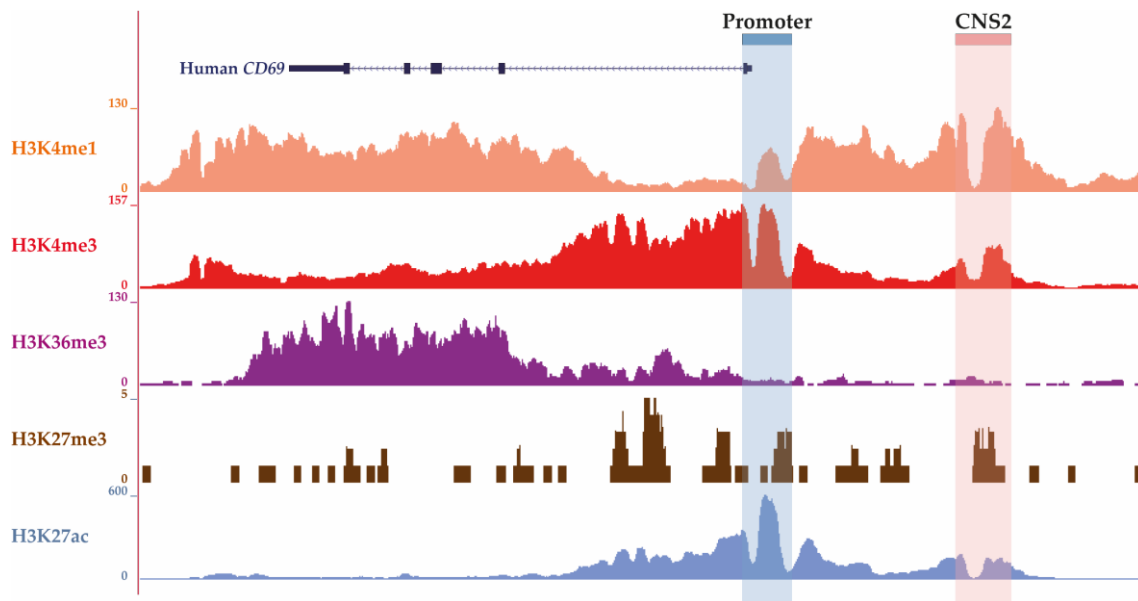 Promoter CNS2
Human CD69
130
H3K4me1
0
157
H3K4me3
0
130
H3K36me3
0
5
H3K27me3
0
600
H3K27ac
0